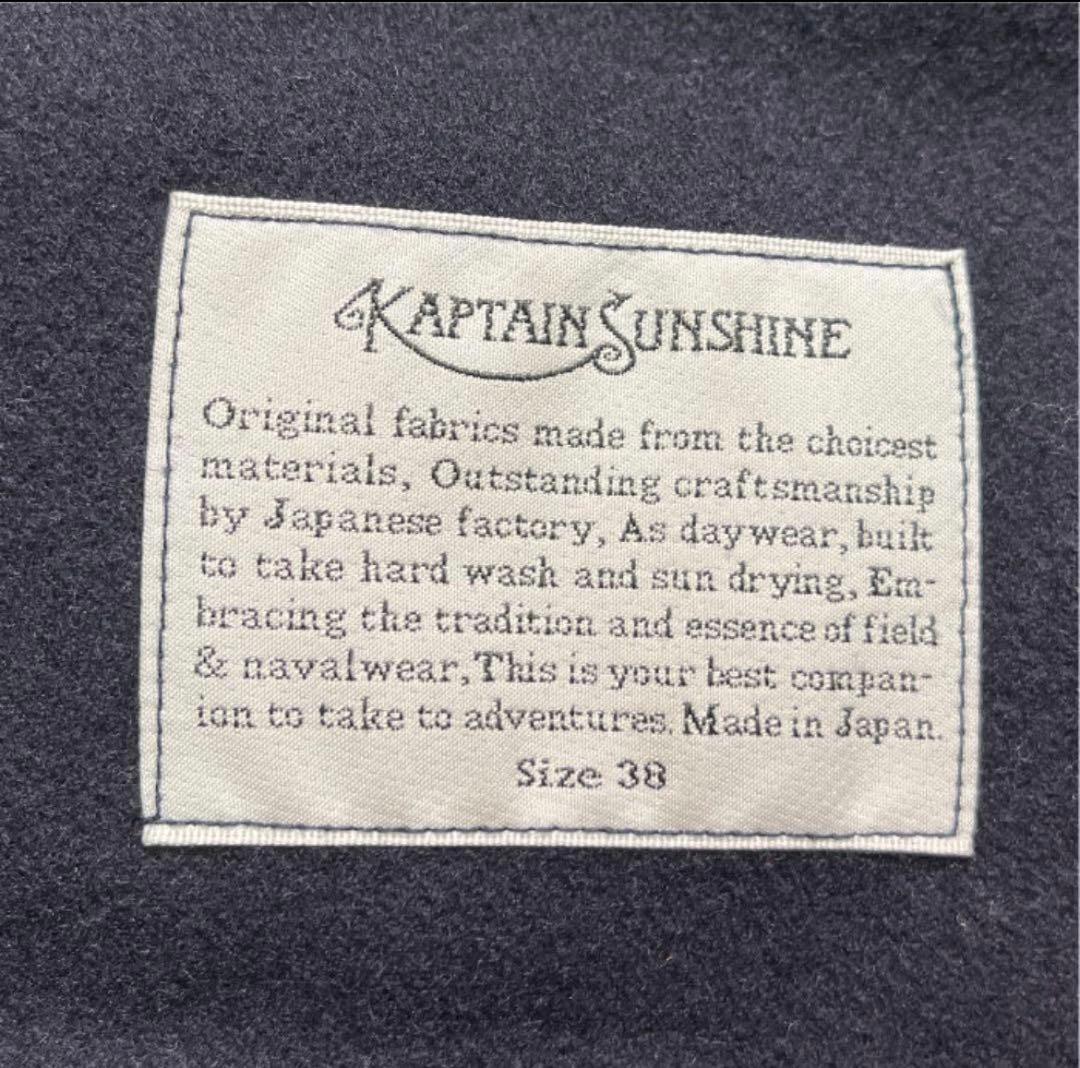 KAPTAIN SUNSHINE
Original fabrics made from the choicest
materials, Outstanding craftsmanship
by Japanese factory, As daywear, built
to take hard wash and sun drying, Em-
bracing the tradition and essence of field
& navalwear, This is your best compan-
ion to take to adventures. Made in Japan.
Size 38